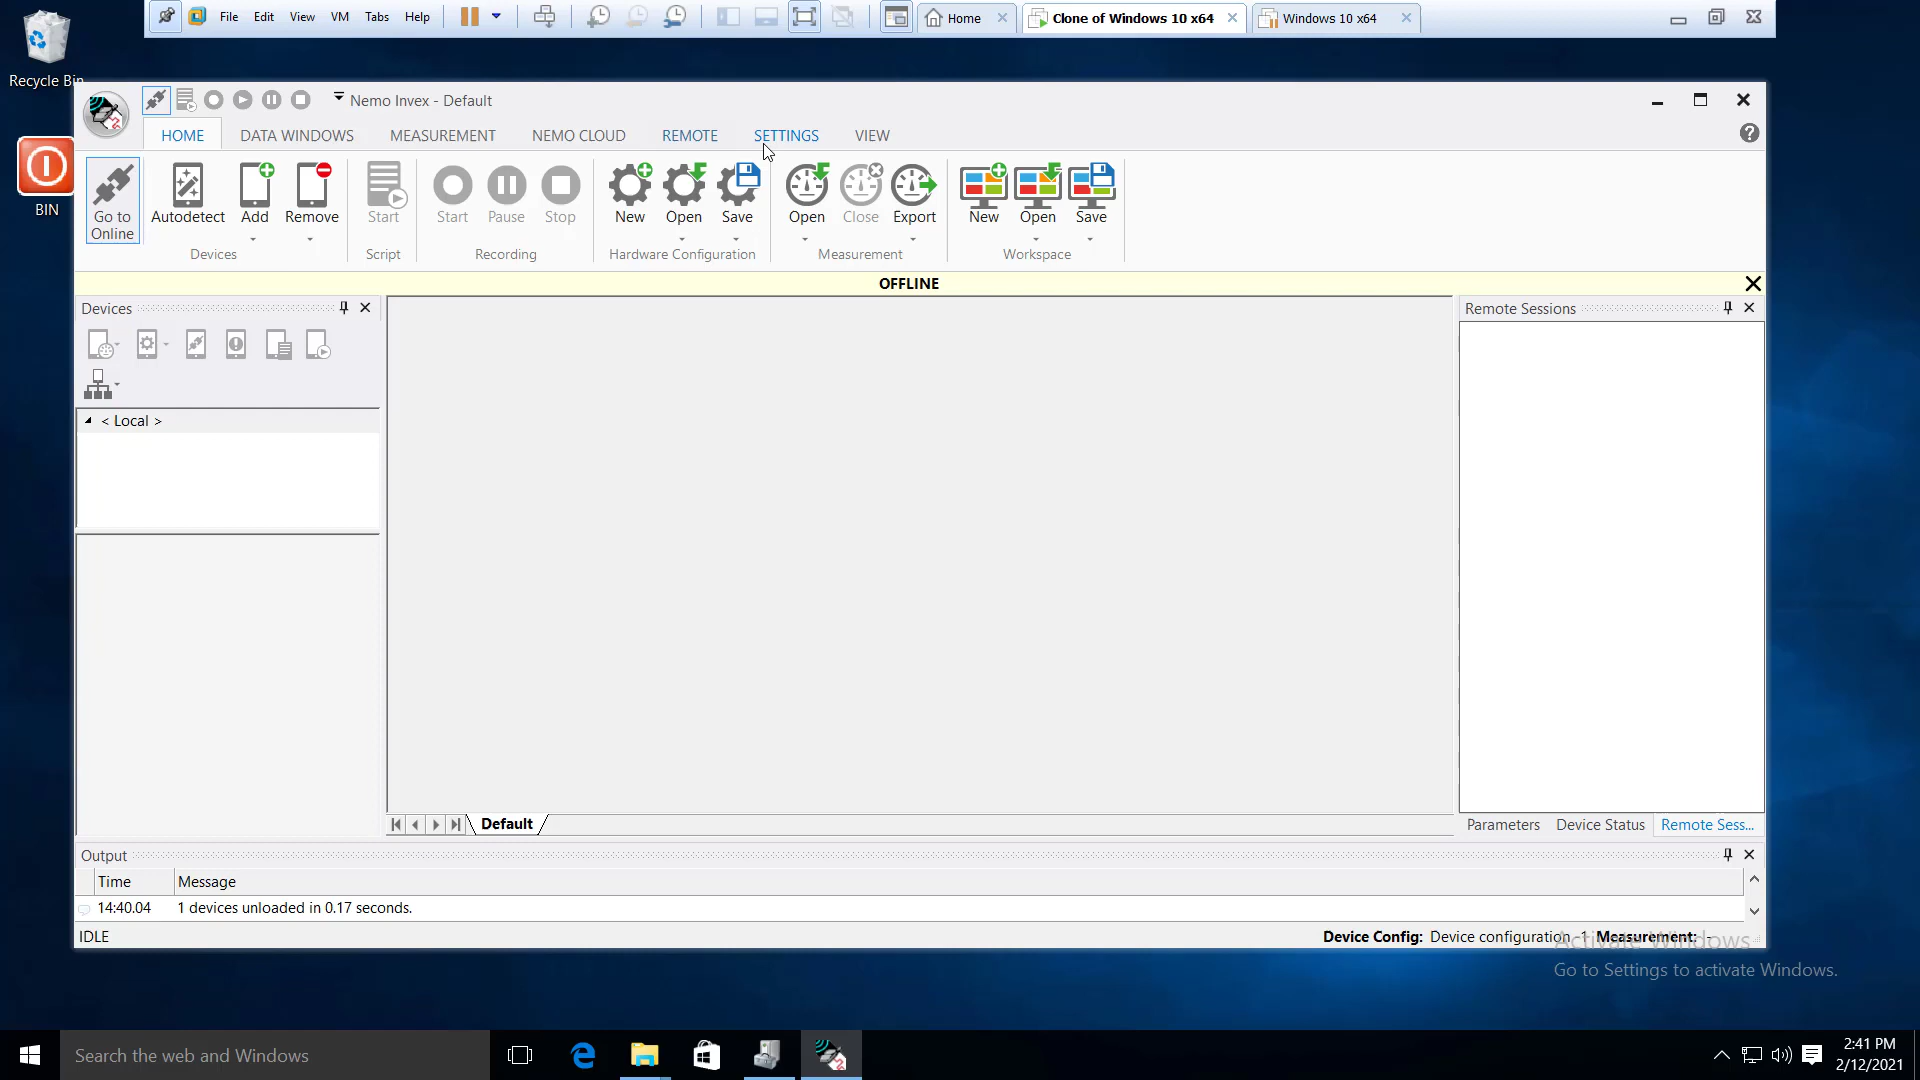 File Edit View VM Tabs Help Home Clone of Windows 10 x64 Windows 10 x64
Recycle Bin
BIN
Nemo Invex - Default
HOME DATA WINDOWS MEASUREMENT NEMO CLOUD REMOTE SETTINGS VIEW
Go to Online Autodetect Add Remove Start Start Pause Stop New Open Save Open Close Export New Open Save
Devices Script Recording Hardware Configuration Measurement Workspace
OFFLINE
Devices Remote Sessions
< Local >
Default
Parameters Device Status Remote Sess...
Output
Time Message
14:40.04 1 devices unloaded in 0.17 seconds.
IDLE Device Config: Device configuration -1 Measurement: -
Activate Windows
Go to Settings to activate Windows.
Search the web and Windows
2:41 PM
2/12/2021